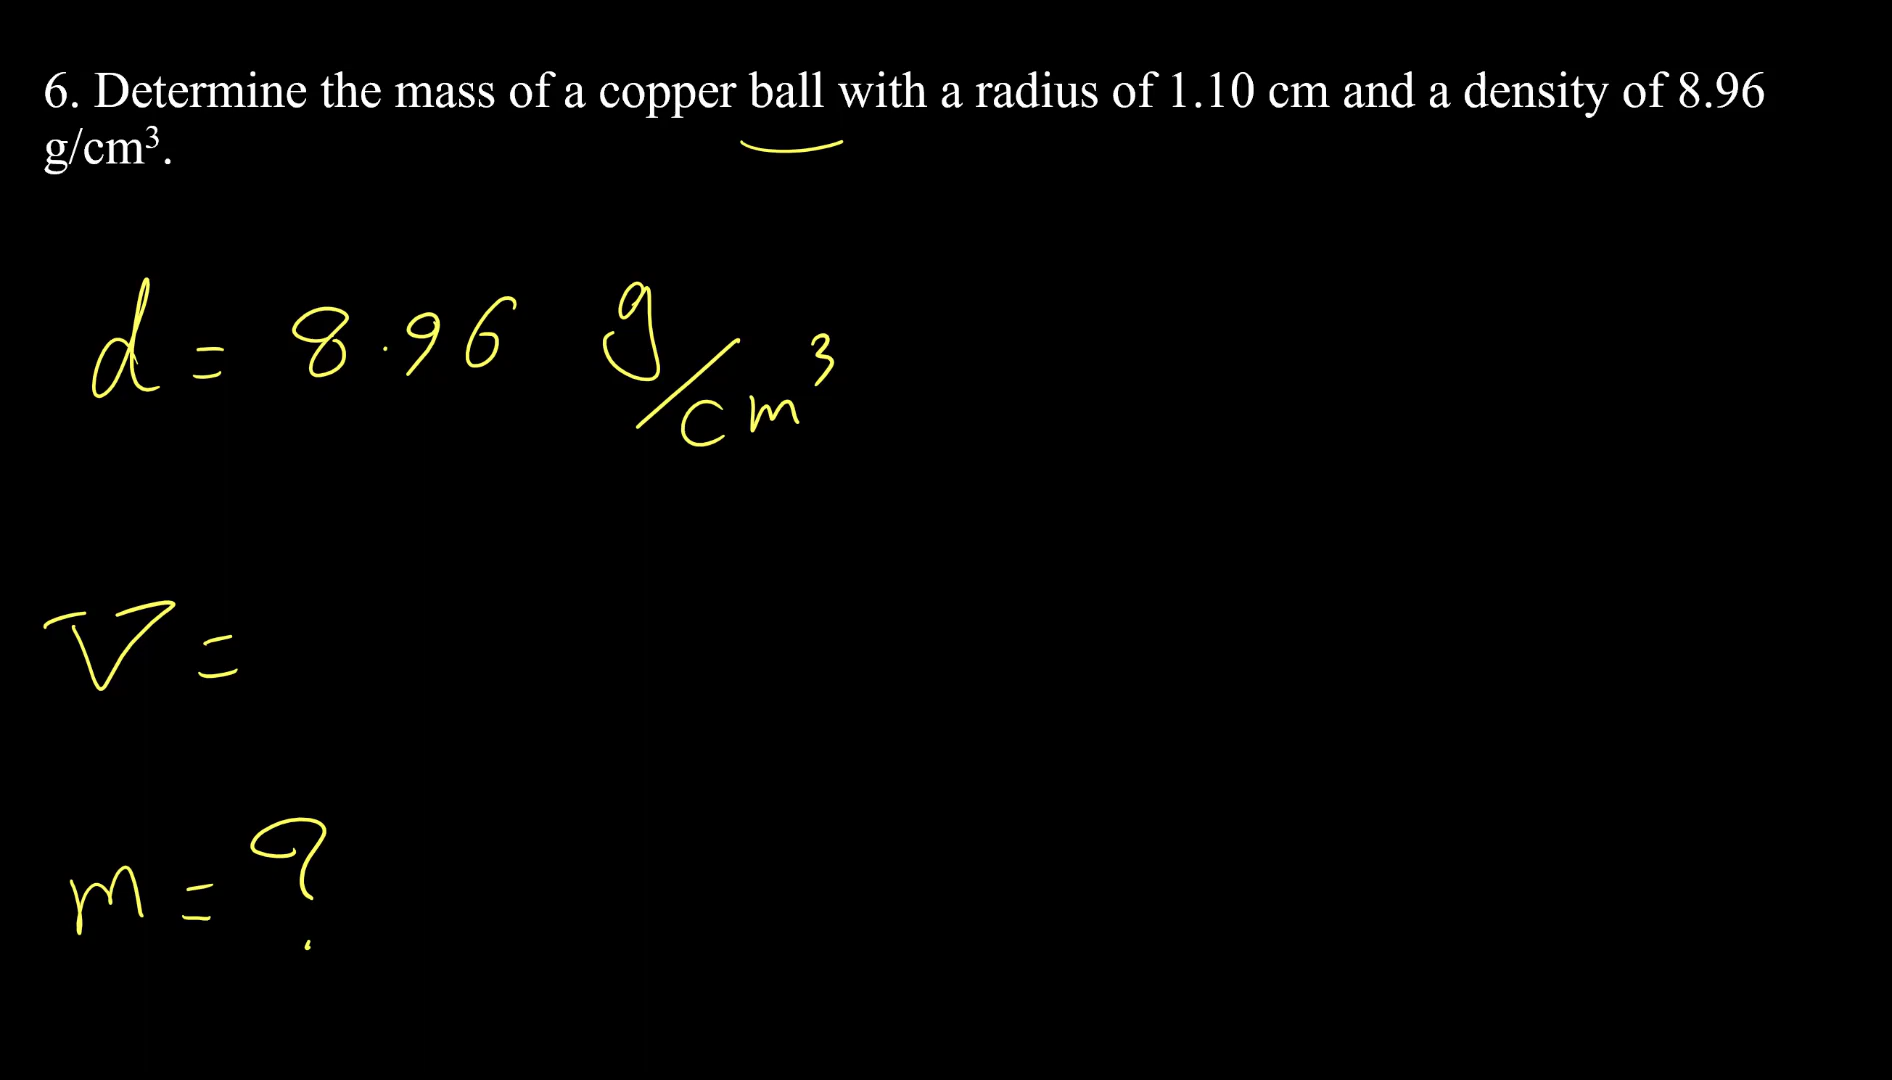 6. Determine the mass of a copper ball with a radius of 1.10 cm and a density of 8.96
g/cm³.
d = 8.96 g/cm³
V =
m = ?